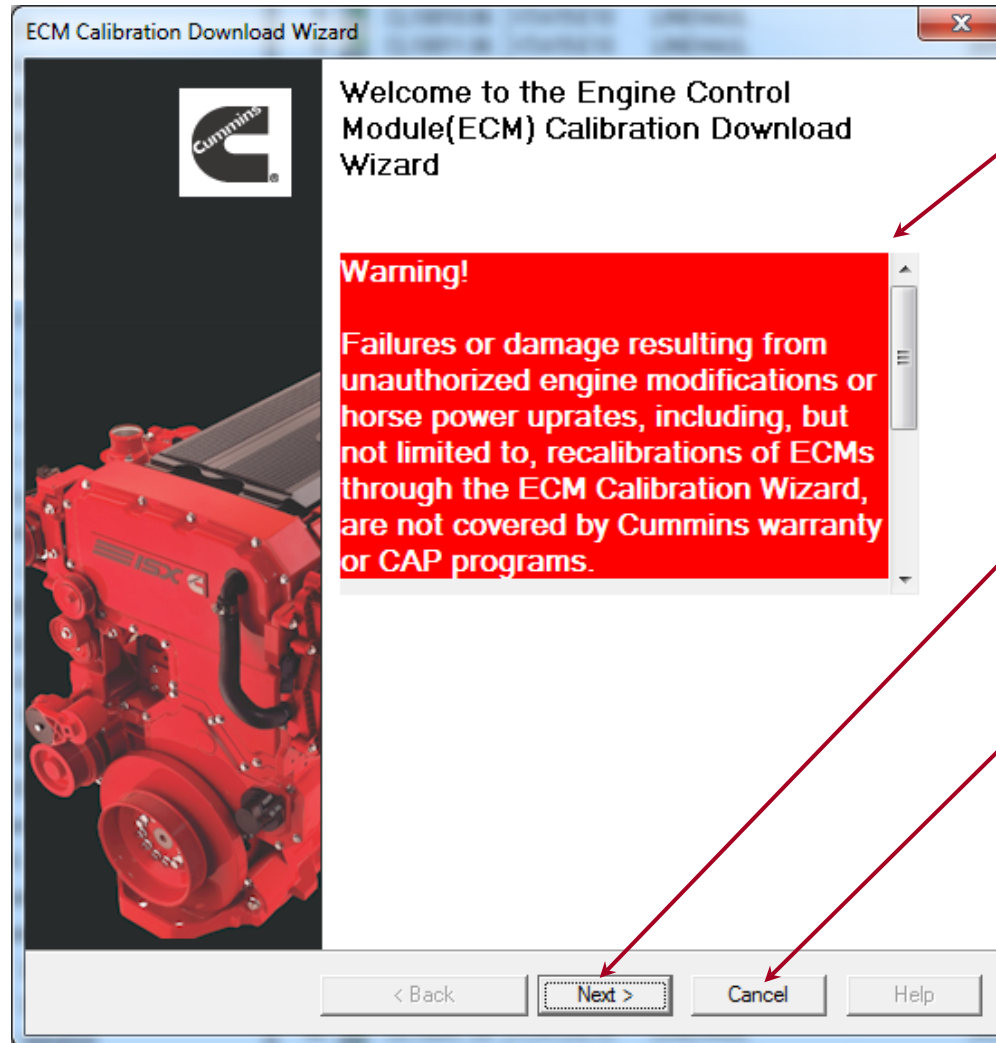 ECM Calibration Download Wizard
Cummins
Welcome to the Engine Control
Module(ECM) Calibration Download
Wizard
Warning!
Failures or damage resulting from
unauthorized engine modifications or
horse power uprates, including, but
not limited to, recalibrations of ECMs
through the ECM Calibration Wizard,
are not covered by Cummins warranty
or CAP programs.
ISX
< Back
Next >
Cancel
Help